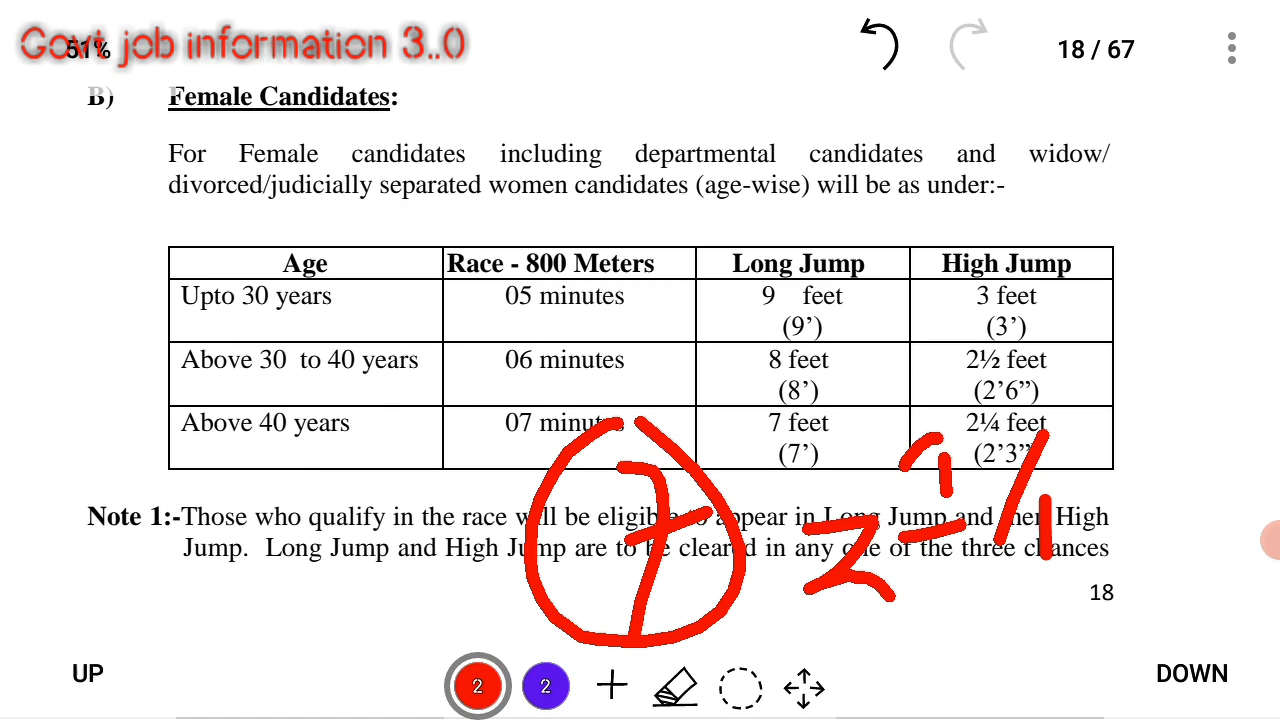 Govt job information 3..0
51%
18 / 67
B) Female Candidates:
For Female candidates including departmental candidates and widow/
divorced/judicially separated women candidates (age-wise) will be as under:-
Age Race - 800 Meters Long Jump High Jump
Upto 30 years 05 minutes 9 feet 3 feet
(9’) (3’)
Above 30 to 40 years 06 minutes 8 feet 2½ feet
(8’) (2’6”)
Above 40 years 07 minutes 7 feet 2¼ feet
(7’) (2’3”)
7
Note 1:-Those who qualify in the race will be eligible to appear in Long Jump and then High
Jump. Long Jump and High Jump are to be cleared in any one of the three chances
18
UP
2 2
DOWN